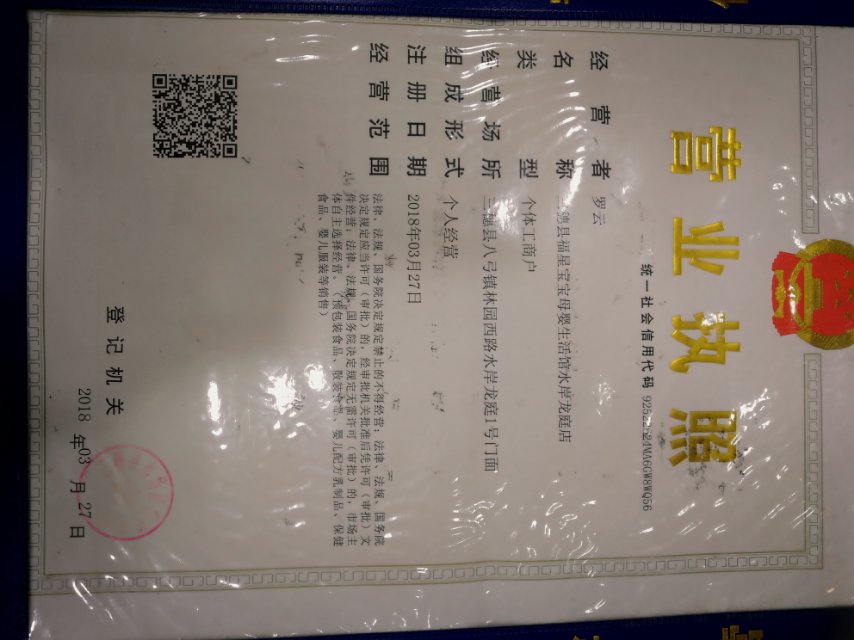 营业执照
统一社会信用代码
经营者 罗云
名称 三穗县福星宝宝母婴生活馆水岸龙庭店
类型 个体工商户
经营场所 三穗县八弓镇林园西路水岸龙庭1号门面
组成形式 个人经营
注册日期 2018年03月27日
经营范围 法律、法规、国务院决定规定禁止的不得经营；法律、法规、国务院
决定规定应当许可（审批）的，经审批机关批准后凭许可（审批）文
件经营；法律、法规、国务院决定规定无需许可（审批）的，市场主
体自主选择经营。（预包装食品、散装食品、婴儿配方乳制品、保健
食品、婴儿服装等销售）
登记机关
2018 年 03 月 27 日